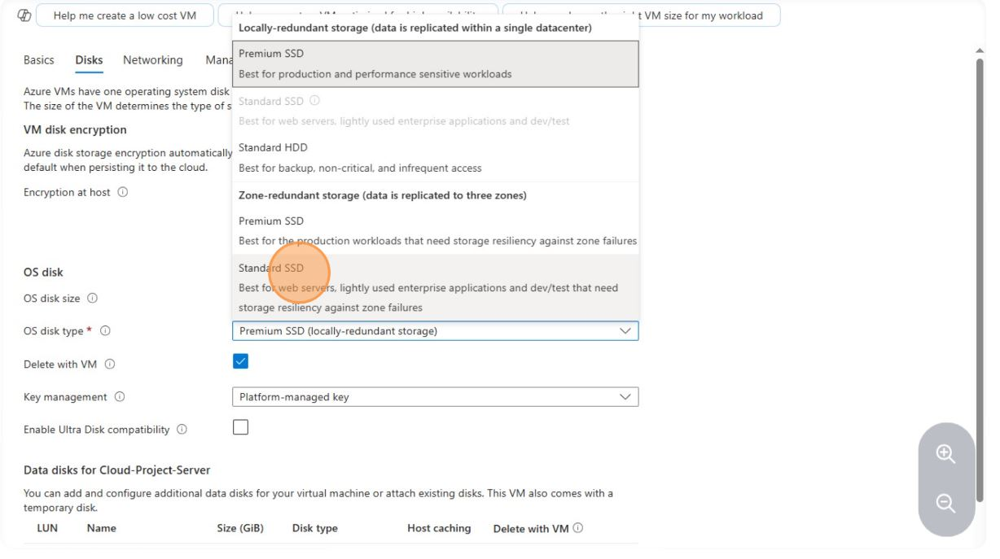 Help me create a low cost VM
VM size for my workload
Locally-redundant storage (data is replicated within a single datacenter)
Basics Disks Networking Mana
Premium SSD
Best for production and performance sensitive workloads
Azure VMs have one operating system disk
The size of the VM determines the type of s
Standard SSD
Best for web servers, lightly used enterprise applications and dev/test
VM disk encryption
Azure disk storage encryption automatically
default when persisting it to the cloud.
Standard HDD
Best for backup, non-critical, and infrequent access
Encryption at host
Zone-redundant storage (data is replicated to three zones)
Premium SSD
Best for the production workloads that need storage resiliency against zone failures
Standard SSD
Best for web servers, lightly used enterprise applications and dev/test that need
storage resiliency against zone failures
OS disk
OS disk size
OS disk type * Premium SSD (locally-redundant storage)
Delete with VM
Key management Platform-managed key
Enable Ultra Disk compatibility
Data disks for Cloud-Project-Server
You can add and configure additional data disks for your virtual machine or attach existing disks. This VM also comes with a
temporary disk.
LUN Name Size (GiB) Disk type Host caching Delete with VM